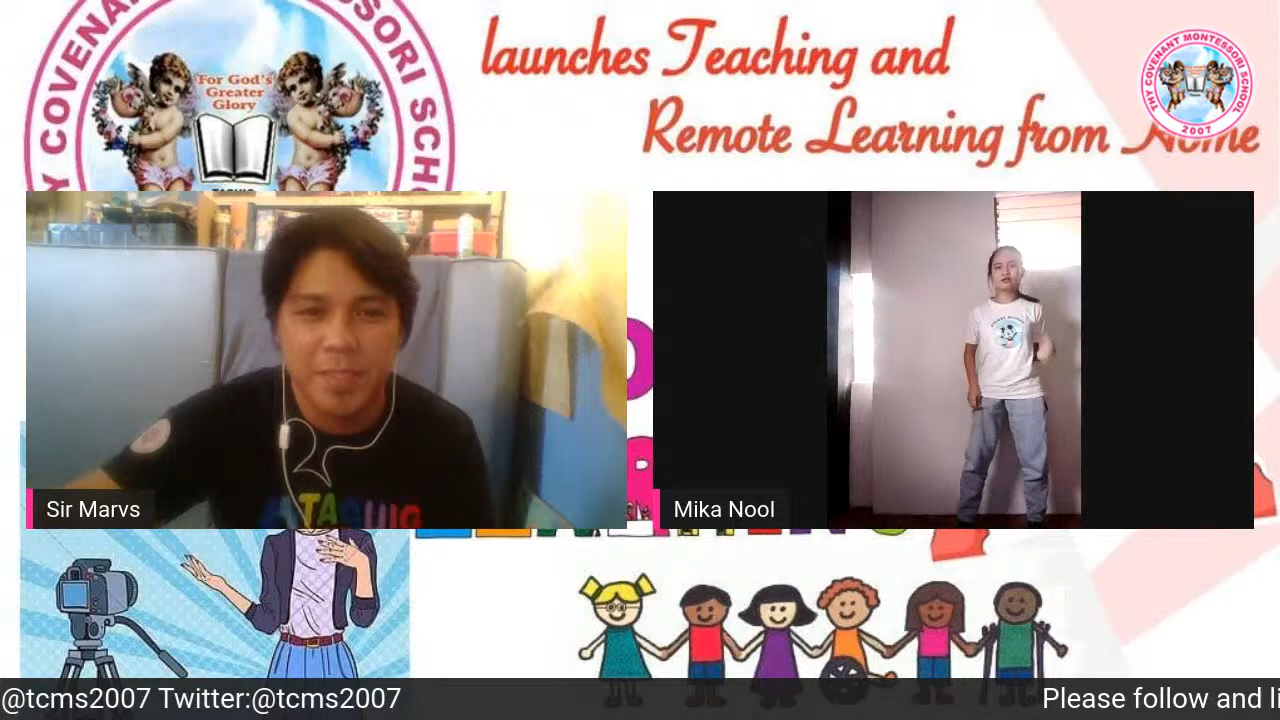 THY COVENANT MONTESSORI SCHOOL
For God's
Greater
Glory
launches Teaching and
Remote Learning from Home
THY COVENANT MONTESSORI SCHOOL
2007
Sir Marvs
Mika Nool
@tcms2007 Twitter:@tcms2007
Please follow and li